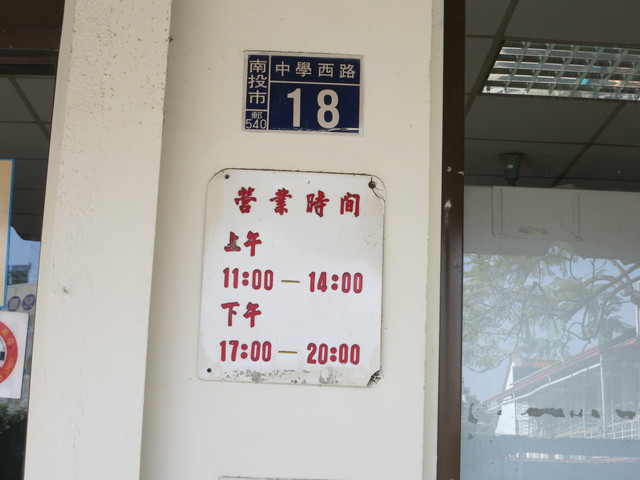 南投市
郵
540
中學西路
18
營業時間
上午
11:00 — 14:00
下午
17:00 — 20:00